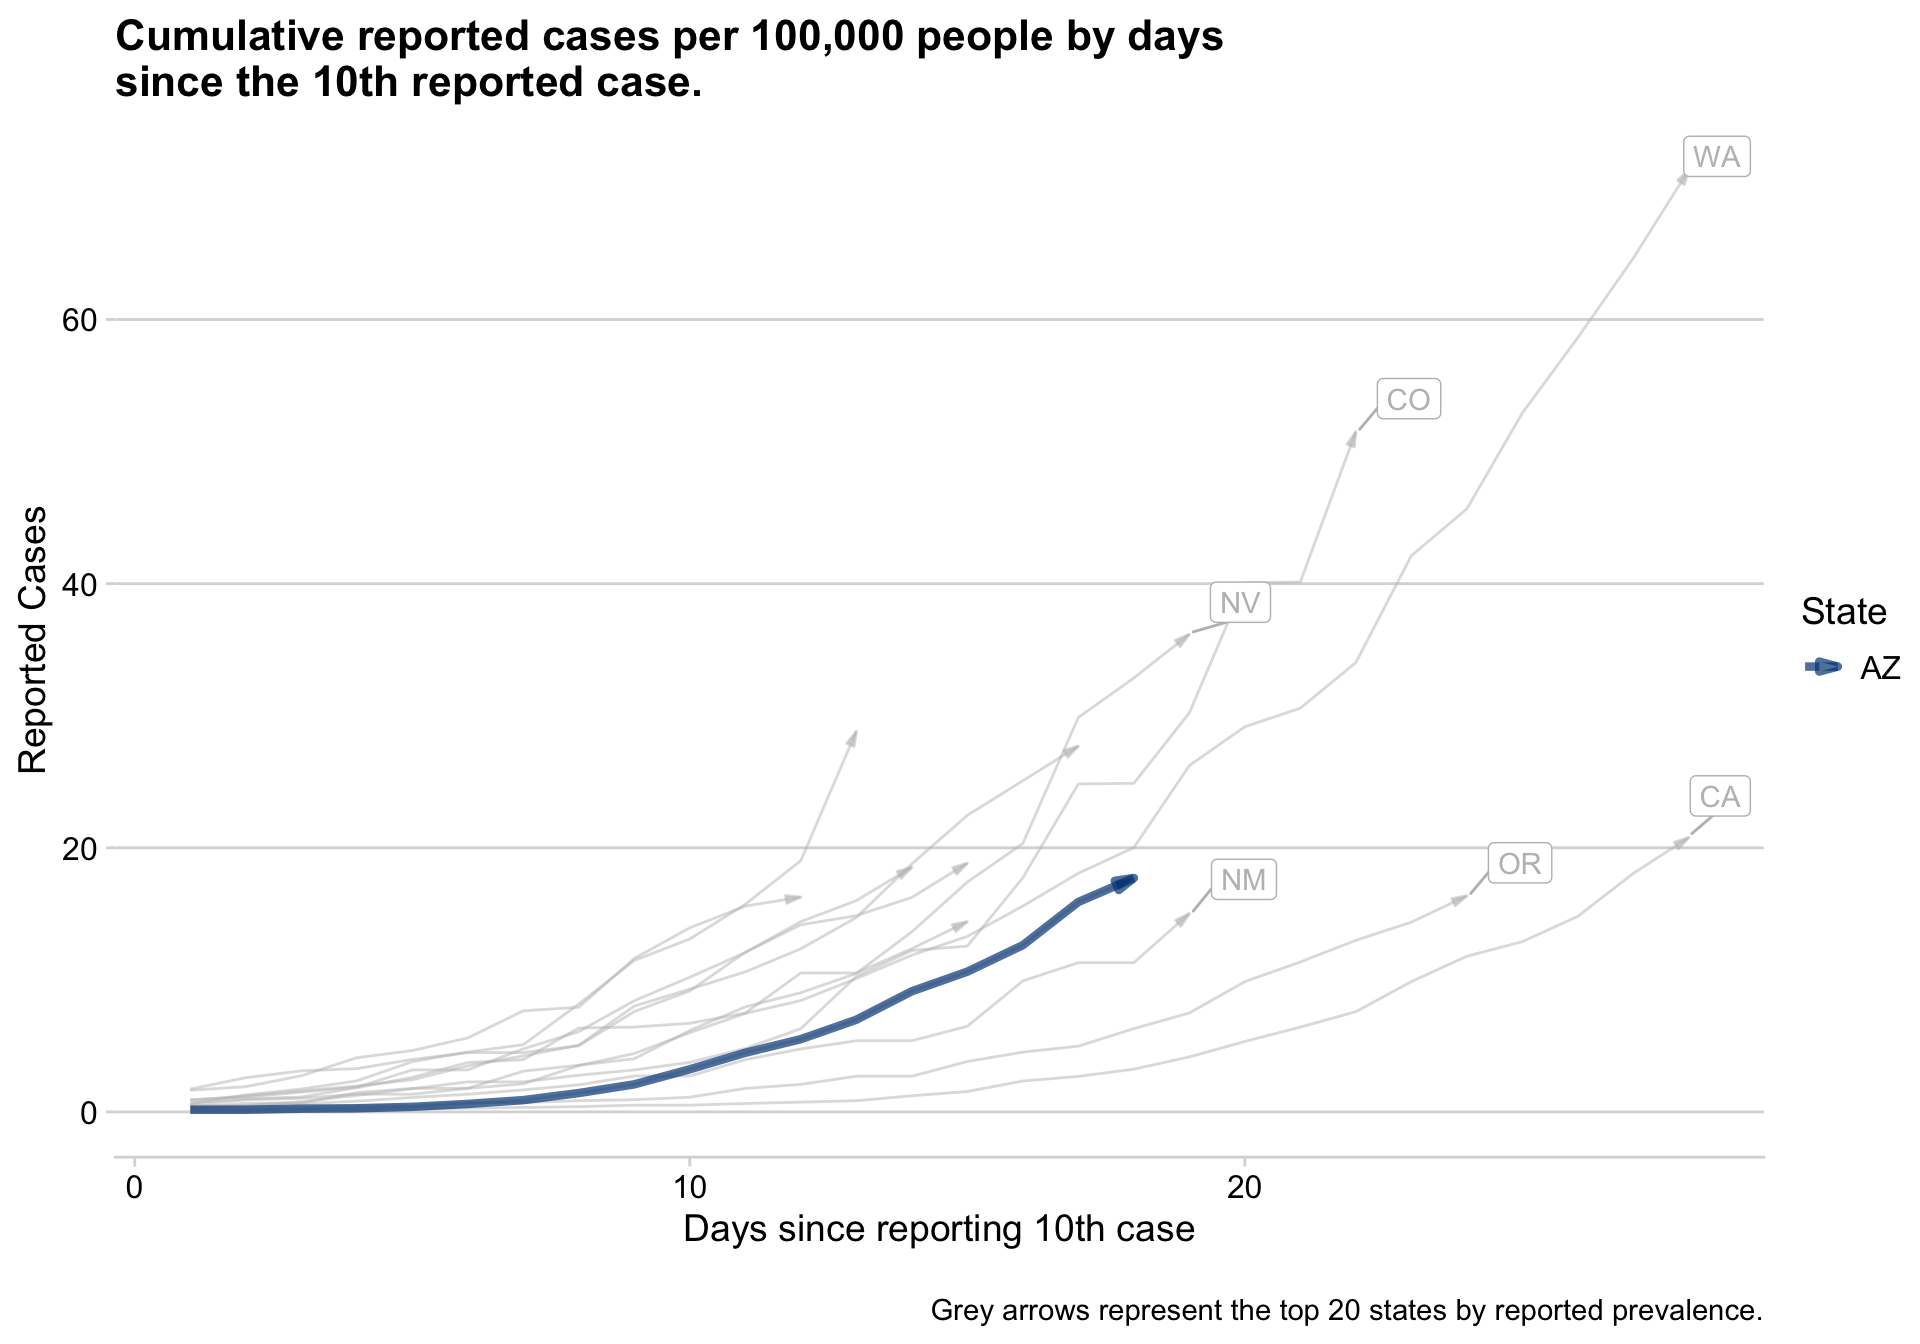 Cumulative reported cases per 100,000 people by days
since the 10th reported case.
WA
60
CO
Reported Cases
40
NV
State
AZ
CA
20
OR
NM
0
0 10 20
Days since reporting 10th case
Grey arrows represent the top 20 states by reported prevalence.